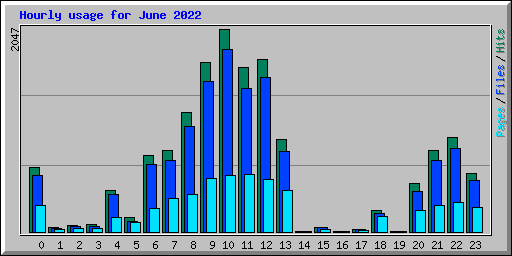 Hourly usage for June 2022
2047
Pages/Files/Hits
0 1 2 3 4 5 6 7 8 9 10 11 12 13 14 15 16 17 18 19 20 21 22 23